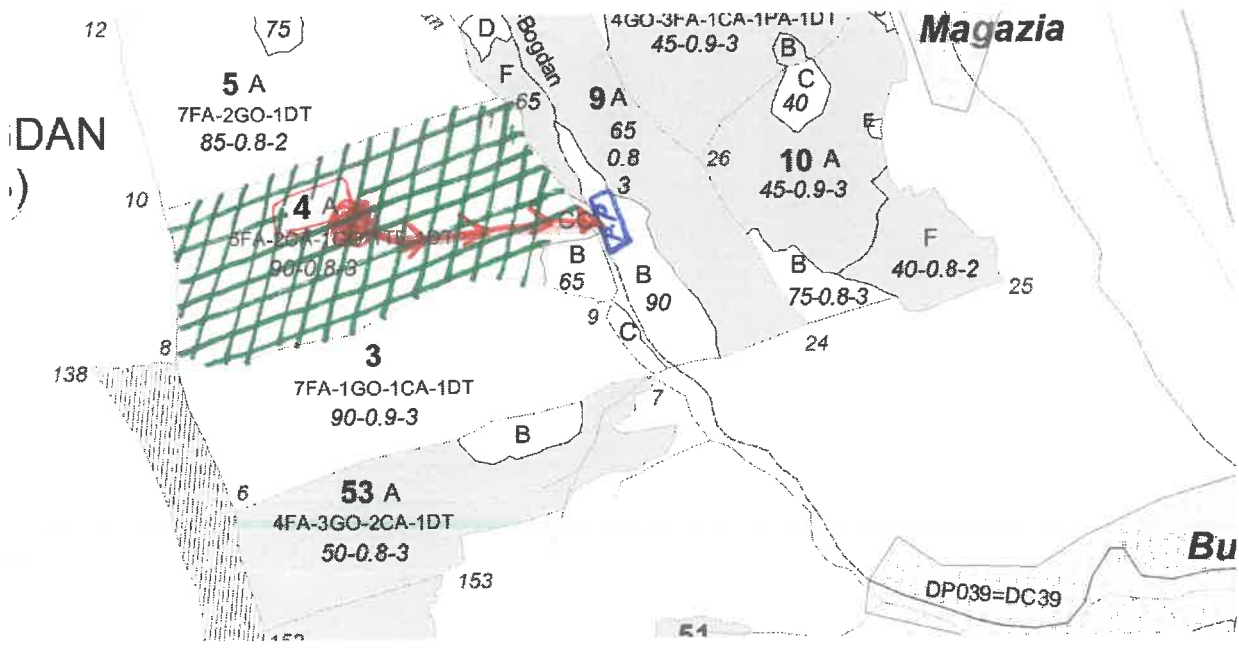 12
75
5 A
7FA-2GO-1DT
85-0.8-2
D
Bogdan
F
65
4GO-3FA-1CA-1PA-1DT
45-0.9-3
B
C
40
E
Magazia
9 A
65
0.8
3
26
10 A
45-0.9-3
DAN
)
10
4 A
90-0.8-3
B
65
B
90
B
75-0.8-3
F
40-0.8-2
25
9
C
24
8
138
3
7FA-1GO-1CA-1DT
90-0.9-3
7
B
6
53 A
4FA-3GO-2CA-1DT
50-0.8-3
153
Bu
DP039=DC39
51